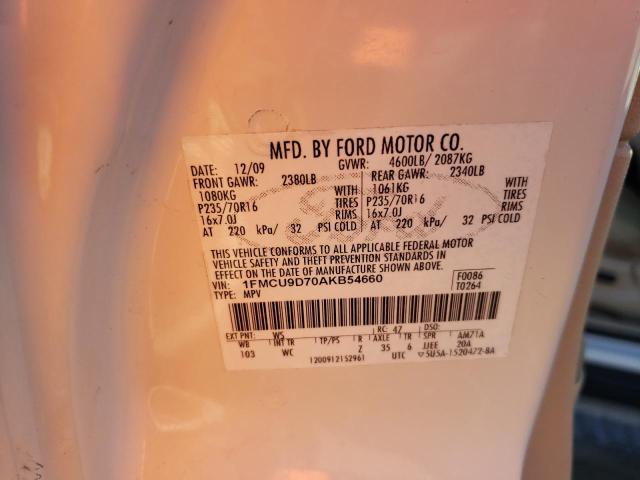 MFD. BY FORD MOTOR CO.
DATE: 12/09 GVWR: 4600LB/ 2087KG
FRONT GAWR: 2380LB REAR GAWR: 2340LB
1080KG WITH 1061KG WITH
P235/70R16 TIRES P235/70R16 TIRES
16x7.0J RIMS 16x7.0J RIMS
AT 220 kPa/ 32 PSI COLD AT 220 kPa/ 32 PSI COLD
THIS VEHICLE CONFORMS TO ALL APPLICABLE FEDERAL MOTOR
VEHICLE SAFETY AND THEFT PREVENTION STANDARDS IN
EFFECT ON THE DATE OF MANUFACTURE SHOWN ABOVE.
VIN: 1FMCU9D70AKB54660 F0086
TYPE: MPV T0264
EXT PNT: WS RC: 47 DSO:
WB INT TR TP/PS R AXLE TR SPR AM71A
103 WC Z 35 6 JJEE 20A
1200912152961 UTC 5U5A-1520472-BA